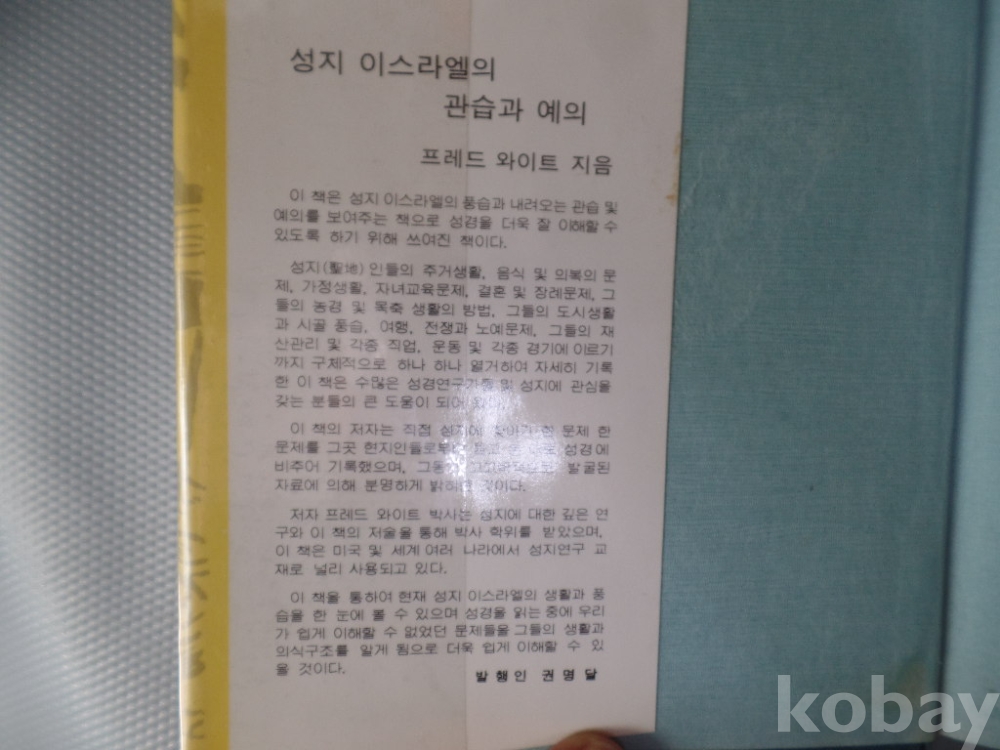 성지 이스라엘의
관습과 예의
프레드 와이트 지음
이 책은 성지 이스라엘의 풍습과 내려오는 관습 및
예의를 보여주는 책으로 성경을 더욱 잘 이해할 수
있도록 하기 위해 쓰여진 책이다.
성지(聖地)인들의 주거생활, 음식 및 의복의 문
제, 가정생활, 자녀교육문제, 결혼 및 장례문제, 그
들의 농경 및 목축 생활의 방법, 그들의 도시생활
과 시골 풍습, 여행, 전쟁과 노예문제, 그들의 재
산관리 및 각종 직업, 운동 및 각종 경기에 이르기
까지 구체적으로 하나 하나 열거하여 자세히 기록
한 이 책은 수많은 성경연구가들 및 성지에 관심을
갖는 분들의 큰 도움이 되어
이 책의 저자는 직접 성지에 한 문제 한
문제를 그곳 현지인들로부터 성경에
비추어 기록했으며, 발굴된
자료에 의해 분명하게 것이다.
저자 프레드 와이트 박사는 성지에 대한 깊은 연
구와 이 책의 저술을 통해 박사 학위를 받았으며,
이 책은 미국 및 세계 여러 나라에서 성지연구 교
재로 널리 사용되고 있다.
이 책을 통하여 현재 성지 이스라엘의 생활과 풍
습을 한 눈에 볼 수 있으며 성경을 읽는 중에 우리
가 쉽게 이해할 수 없었던 문제들을 그들의 생활과
의식구조를 알게 됨으로 더욱 쉽게 이해할 수 있
을 것이다.
발행인 권명달
kobay